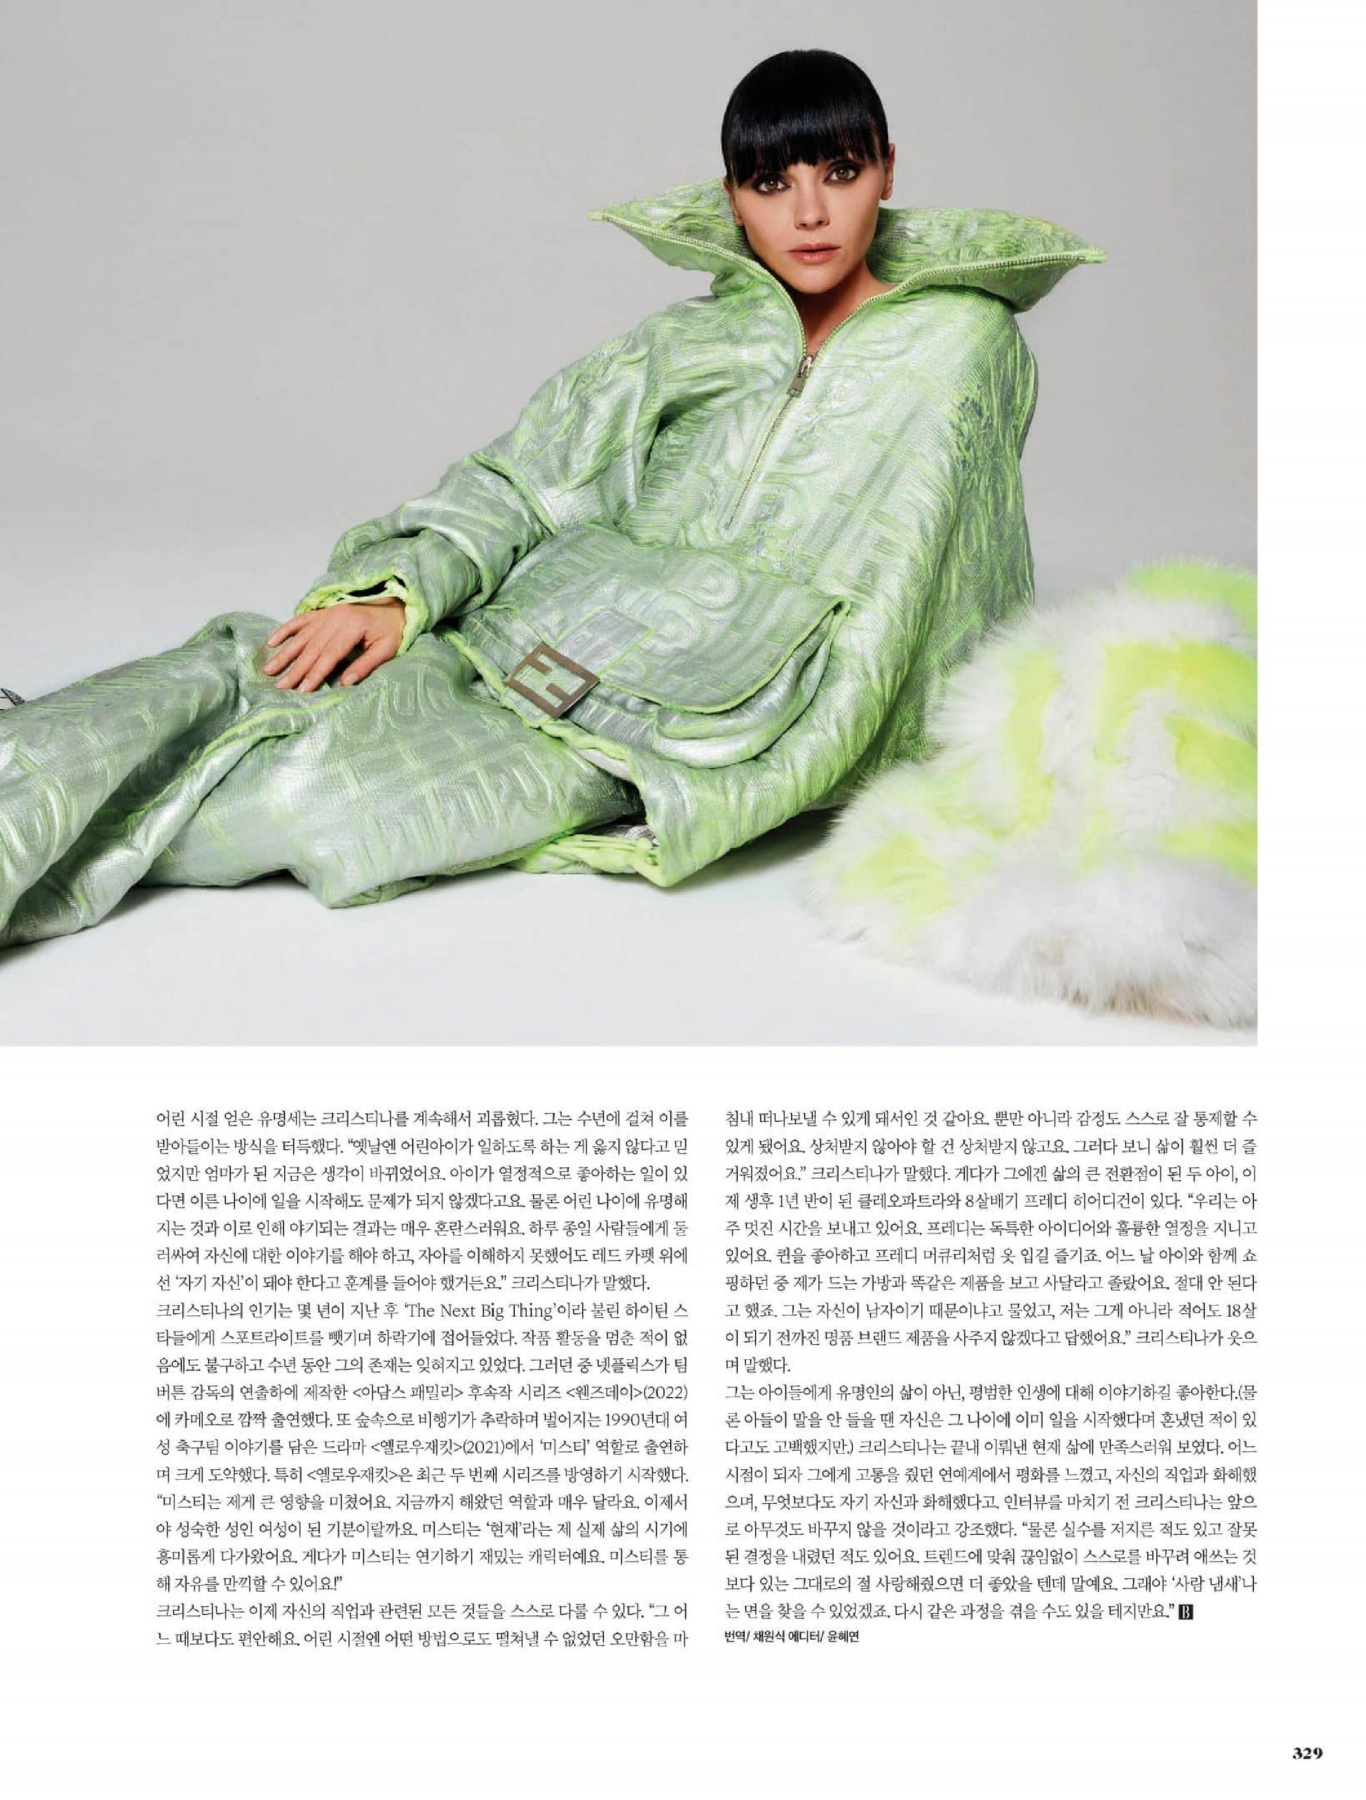 어린 시절 얻은 유명세는 크리스티나를 계속해서 괴롭혔다. 그는 수년에 걸쳐 이를
받아들이는 방식을 터득했다. “옛날엔 어린아이가 일하도록 하는 게 옳지 않다고 믿
었지만 엄마가 된 지금은 생각이 바뀌었어요. 아이가 열정적으로 좋아하는 일이 있
다면 이른 나이에 일을 시작해도 문제가 되지 않겠다고요. 물론 어린 나이에 유명해
지는 것과 이로 인해 야기되는 결과는 매우 혼란스러워요. 하루 종일 사람들에게 둘
러싸여 자신에 대한 이야기를 해야 하고, 자아를 이해하지 못했어도 레드 카펫 위에
선 ‘자기 자신’이 돼야 한다고 훈계를 들어야 했거든요.” 크리스티나가 말했다.
크리스티나의 인기는 몇 년이 지난 후 ‘The Next Big Thing’이라 불린 하이틴 스
타들에게 스포트라이트를 뺏기며 하락기에 접어들었다. 작품 활동을 멈춘 적이 없
음에도 불구하고 수년 동안 그의 존재는 잊혀지고 있었다. 그러던 중 넷플릭스가 팀
버튼 감독의 연출하에 제작한 <아담스 패밀리> 후속작 시리즈 <웬즈데이>(2022)
에 카메오로 깜짝 출연했다. 또 숲속으로 비행기가 추락하며 벌어지는 1990년대 여
성 축구팀 이야기를 담은 드라마 <옐로우재킷>(2021)에서 ‘미스티’ 역할로 출연하
며 크게 도약했다. 특히 <옐로우재킷>은 최근 두 번째 시리즈를 방영하기 시작했다.
“미스티는 제게 큰 영향을 미쳤어요. 지금까지 해왔던 역할과 매우 달라요. 이제서
야 성숙한 성인 여성이 된 기분이랄까요. 미스티는 ‘현재’라는 제 실제 삶의 시기에
흥미롭게 다가왔어요. 게다가 미스티는 연기하기 재밌는 캐릭터예요. 미스티를 통
해 자유를 만끽할 수 있어요!”
크리스티나는 이제 자신의 직업과 관련된 모든 것들을 스스로 다룰 수 있다. “그 어
느 때보다도 편안해요. 어린 시절엔 어떤 방법으로도 떨쳐낼 수 없었던 오만함을 마
침내 떠나보낼 수 있게 돼서인 것 같아요. 뿐만 아니라 감정도 스스로 잘 통제할 수
있게 됐어요. 상처받지 않아야 할 건 상처받지 않고요. 그러다 보니 삶이 훨씬 더 즐
거워졌어요.” 크리스티나가 말했다. 게다가 그에겐 삶의 큰 전환점이 된 두 아이, 이
제 생후 1년 반이 된 클레오파트라와 8살배기 프레디 히어디건이 있다. “우리는 아
주 멋진 시간을 보내고 있어요. 프레디는 독특한 아이디어와 훌륭한 열정을 지니고
있어요. 퀸을 좋아하고 프레디 머큐리처럼 옷 입길 즐기죠. 어느 날 아이와 함께 쇼
핑하던 중 제가 드는 가방과 똑같은 제품을 보고 사달라고 졸랐어요. 절대 안 된다
고 했죠. 그는 자신이 남자이기 때문이냐고 물었고, 저는 그게 아니라 적어도 18살
이 되기 전까진 명품 브랜드 제품을 사주지 않겠다고 답했어요.” 크리스티나가 웃으
며 말했다.
그는 아이들에게 유명인의 삶이 아닌, 평범한 인생에 대해 이야기하길 좋아한다.(물
론 아들이 말을 안 들을 땐 자신은 그 나이에 이미 일을 시작했다며 혼냈던 적이 있
다고도 고백했지만.) 크리스티나는 끝내 이뤄낸 현재 삶에 만족스러워 보였다. 어느
시점이 되자 그에게 고통을 줬던 연예계에서 평화를 느꼈고, 자신의 직업과 화해했
으며, 무엇보다도 자기 자신과 화해했다고. 인터뷰를 마치기 전 크리스티나는 앞으
로 아무것도 바꾸지 않을 것이라고 강조했다. “물론 실수를 저지른 적도 있고 잘못
된 결정을 내렸던 적도 있어요. 트렌드에 맞춰 끊임없이 스스로를 바꾸려 애쓰는 것
보다 있는 그대로의 절 사랑해줬으면 더 좋았을 텐데 말예요. 그래야 ‘사람 냄새’나
는 면을 찾을 수 있었겠죠. 다시 같은 과정을 겪을 수도 있을 테지만요.” B
번역/ 채원식 에디터/ 윤혜연
329